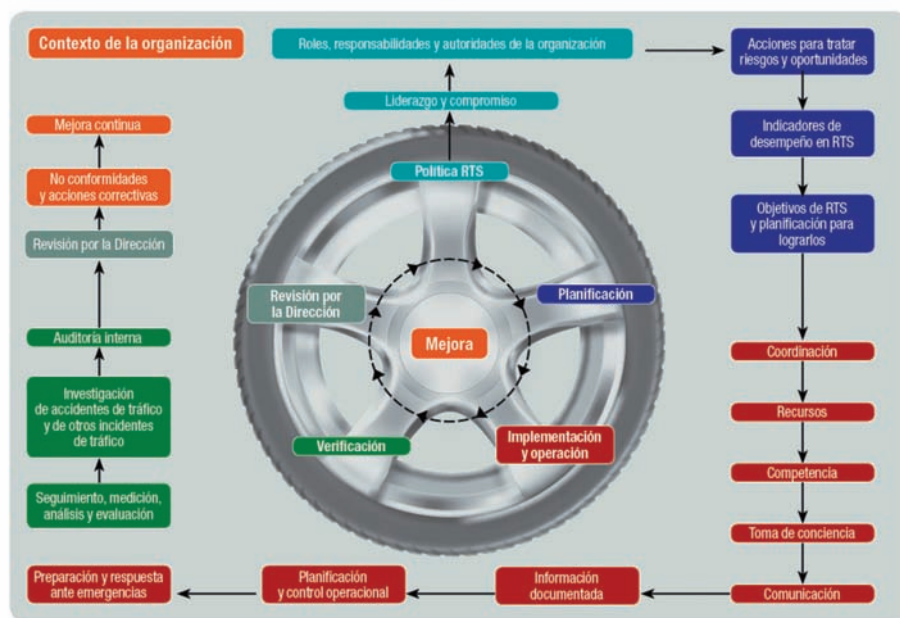 Contexto de la organización
Roles, responsabilidades y autoridades de la organización
Acciones para tratar
riesgos y oportunidades
Liderazgo y compromiso
Mejora continua
Indicadores de
desempeño en RTS
Política RTS
No conformidades
y acciones correctivas
Objetivos de RTS
y planificación para
lograrlos
Revisión por la Dirección
Revisión por
la Dirección
Planificación
Mejora
Auditoría interna
Coordinación
Investigación
de accidentes de tráfico
y de otros incidentes
de tráfico
Recursos
Verificación
Implementación
y operación
Competencia
Seguimiento, medición,
análisis y evaluación
Toma de conciencia
Preparación y respuesta
ante emergencias
Planificación
y control operacional
Información
documentada
Comunicación